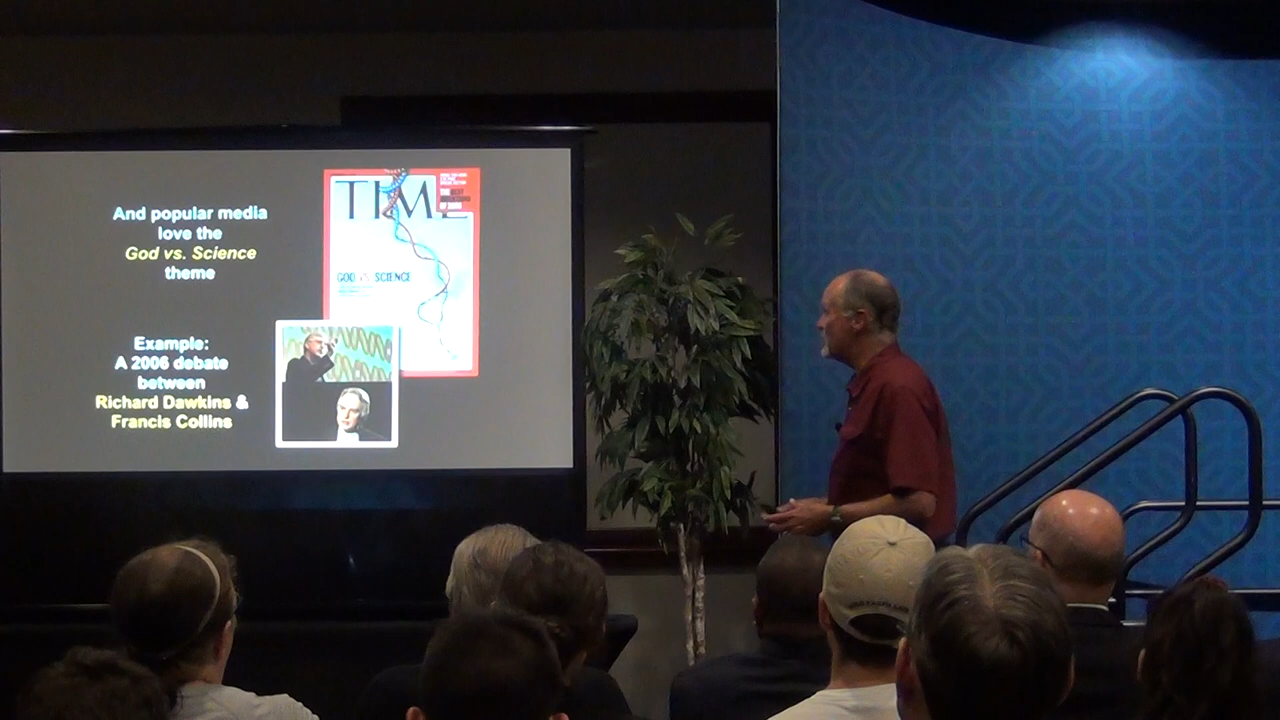 And popular media
love the
God vs. Science
theme
TIME
GOD VS. SCIENCE
Example:
A 2006 debate
between
Richard Dawkins &
Francis Collins